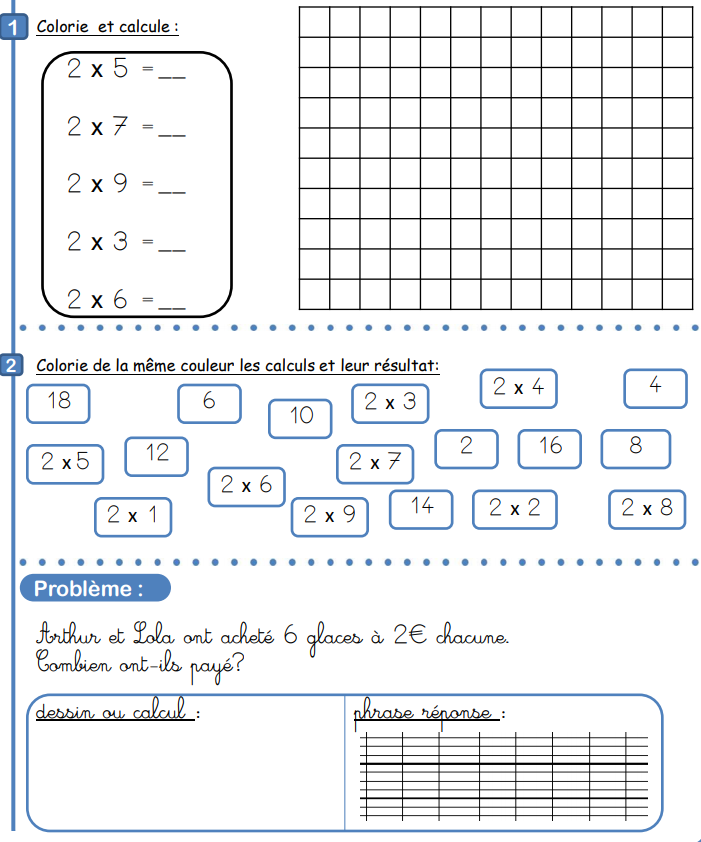 1 Colorie et calcule :
2 x 5 = __
2 x 7 = __
2 x 9 = __
2 x 3 = __
2 x 6 = __
2 Colorie de la même couleur les calculs et leur résultat:
18 6 10 2 x 3 2 x 4 4
2 x 5 12 2 x 6 2 x 7 2 16 8
2 x 1 2 x 9 14 2 x 2 2 x 8
Problème :
Arthur et Lola ont acheté 6 glaces à 2€ chacune.
Combien ont-ils payé?
dessin ou calcul : phrase réponse :